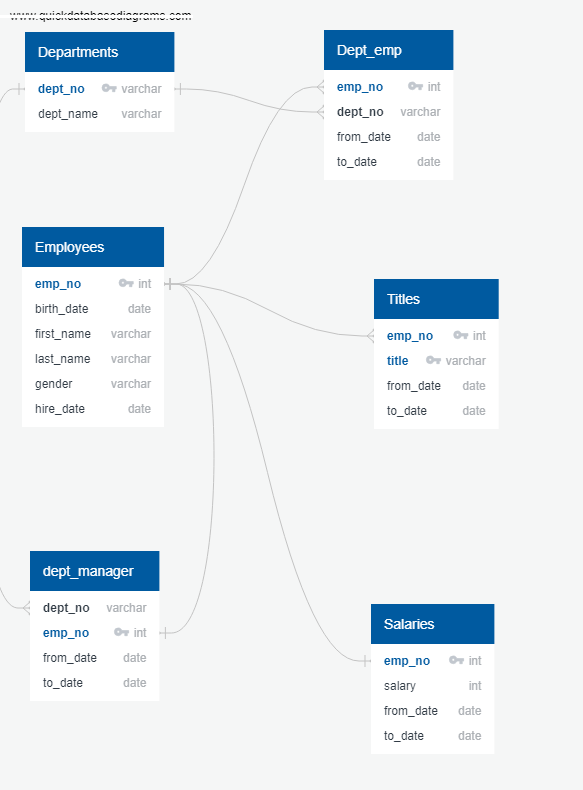 www.quickdatabasediagrams.com
Departments
dept_no varchar
dept_name varchar
Dept_emp
emp_no int
dept_no varchar
from_date date
to_date date
Employees
emp_no int
birth_date date
first_name varchar
last_name varchar
gender varchar
hire_date date
Titles
emp_no int
title varchar
from_date date
to_date date
dept_manager
dept_no varchar
emp_no int
from_date date
to_date date
Salaries
emp_no int
salary int
from_date date
to_date date